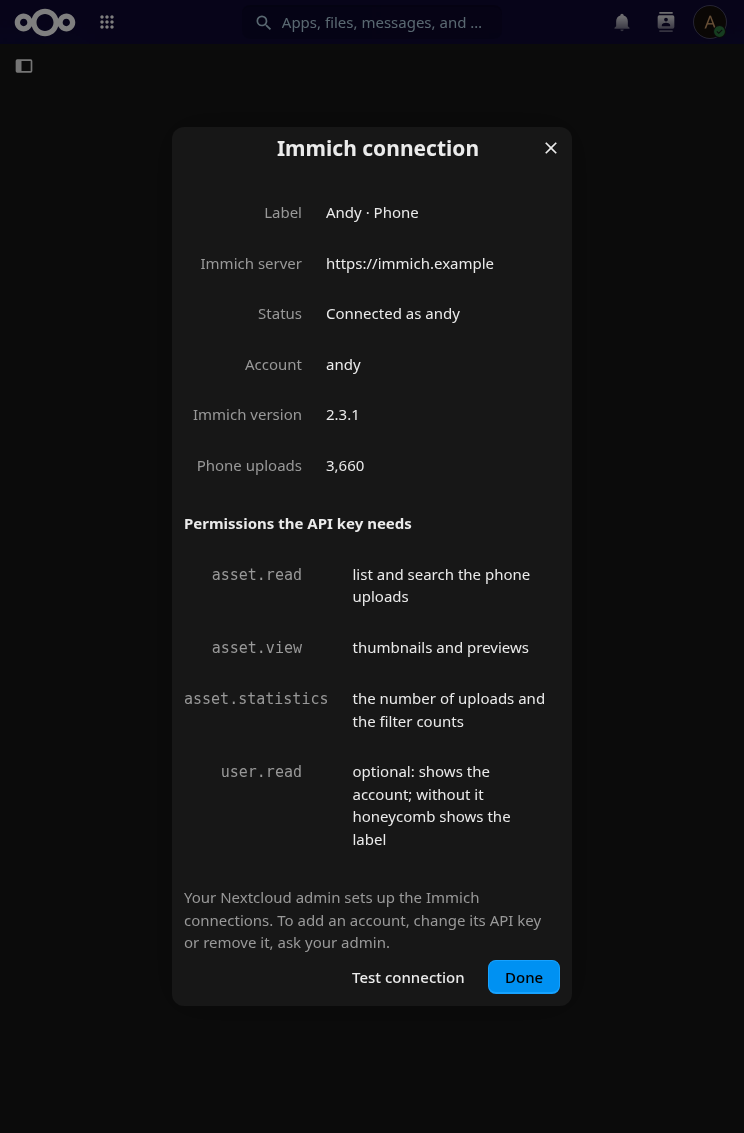 Apps, files, messages, and ...
A
Immich connection
Label Andy · Phone
Immich server https://immich.example
Status Connected as andy
Account andy
Immich version 2.3.1
Phone uploads 3,660
Permissions the API key needs
asset.read list and search the phone
uploads
asset.view thumbnails and previews
asset.statistics the number of uploads and
the filter counts
user.read optional: shows the
account; without it
honeycomb shows the
label
Your Nextcloud admin sets up the Immich
connections. To add an account, change its API key
or remove it, ask your admin.
Test connection Done